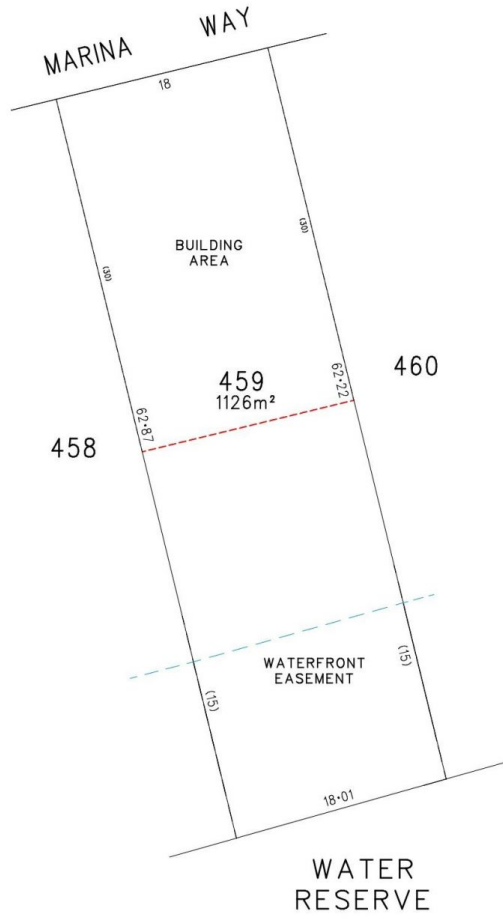 MARINA WAY
18
(30)
(30)
BUILDING
AREA
62·87
459
1126m²
62·22
460
458
WATERFRONT
EASEMENT
(15)
(15)
18·01
WATER
RESERVE